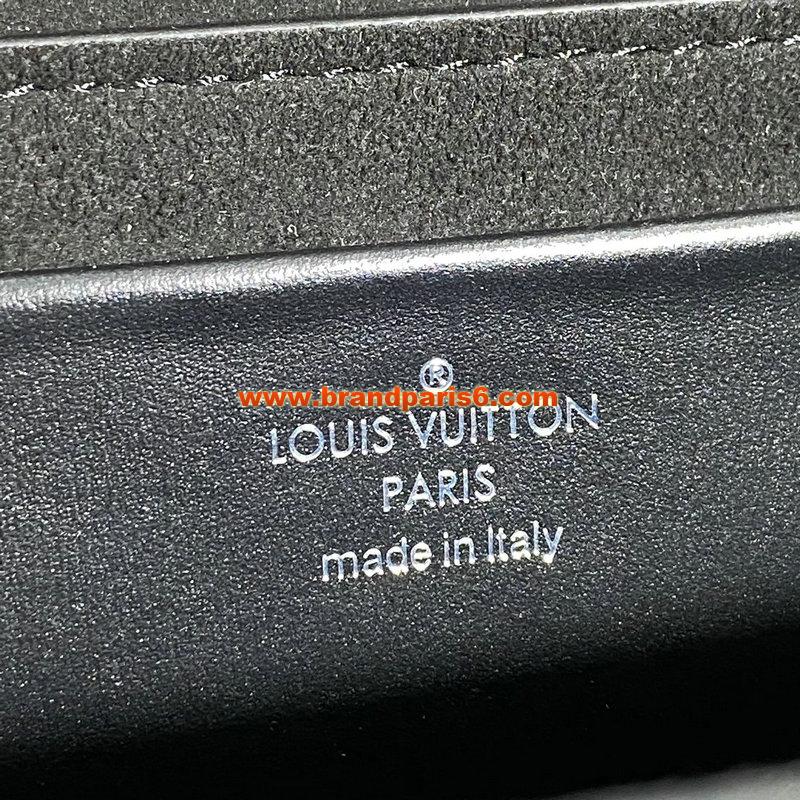 ®
www.brandparis6.com
LOUIS VUITTON
PARIS
made in Italy